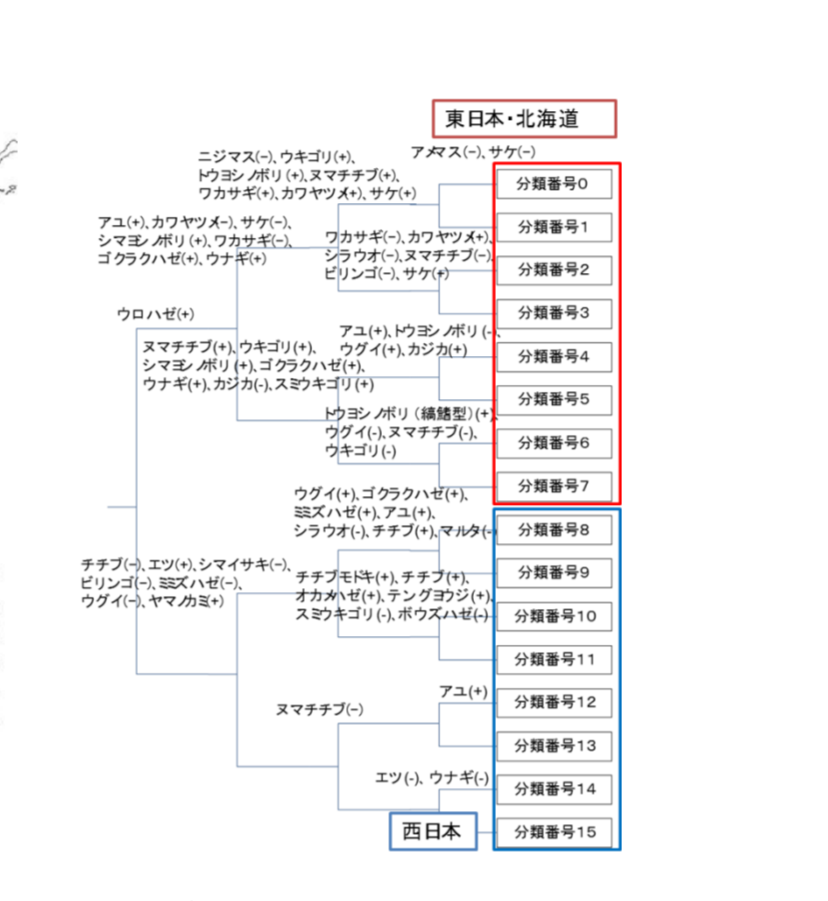 東日本・北海道
アメマス(-)、サケ(-)
ニジマス(-)、ウキゴリ(+)、
トウヨシノボリ(+)、ヌマチチブ(+)、
ワカサギ(+)、カワヤツメ(+)、サケ(+)
分類番号0
分類番号1
アユ(+)、カワヤツメ(-)、サケ(-)、
シマヨシノボリ(+)、ワカサギ(-)、
ゴクラクハゼ(+)、ウナギ(+)
ワカサギ(-)、カワヤツメ(+)、
シラウオ(-)、ヌマチチブ(-)、
ビリンゴ(-)、サケ(+)
分類番号2
分類番号3
ウロハゼ(+)
アユ(+)、トウヨシノボリ(-)、
ウグイ(+)、カジカ(+)
ヌマチチブ(+)、ウキゴリ(+)、
シマヨシノボリ(+)、ゴクラクハゼ(+)、
ウナギ(+)、カジカ(-)、スミウキゴリ(+)
分類番号4
分類番号5
トウヨシノボリ(縞鰭型)(+)、
ウグイ(-)、ヌマチチブ(-)、
ウキゴリ(-)
分類番号6
分類番号7
ウグイ(+)、ゴクラクハゼ(+)、
ミミズハゼ(+)、アユ(+)、
シラウオ(-)、チチブ(+)、マルタ(-)
分類番号8
分類番号9
チチブ(-)、エツ(+)、シマイサキ(-)、
ビリンゴ(-)、ミミズハゼ(-)、
ウグイ(-)、ヤマノカミ(+)
チチブモドキ(+)、チチブ(+)、
オカメハゼ(+)、テングヨウジ(+)、
スミウキゴリ(-)、ボウズハゼ(-)
分類番号10
分類番号11
アユ(+)
ヌマチチブ(-)
分類番号12
分類番号13
エツ(-)、ウナギ(-)
分類番号14
西日本
分類番号15